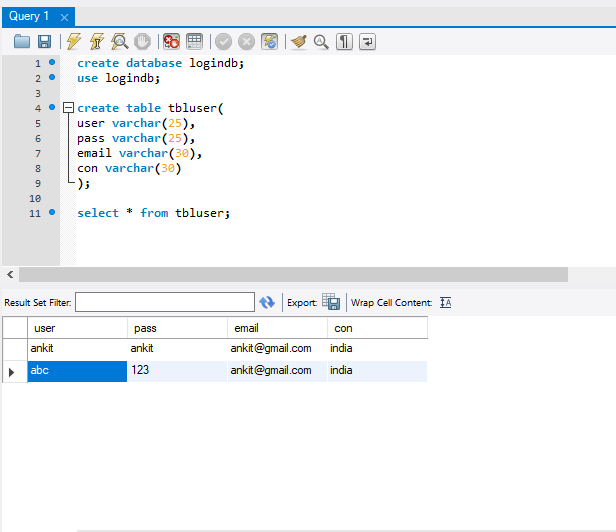 Query 1
1 create database logindb;
2 use logindb;
3
4 create table tbluser(
5 user varchar(25),
6 pass varchar(25),
7 email varchar(30),
8 con varchar(30)
9 );
10
11 select * from tbluser;
Result Set Filter: Export: Wrap Cell Content:
user pass email con
ankit ankit ankit@gmail.com india
abc 123 ankit@gmail.com india